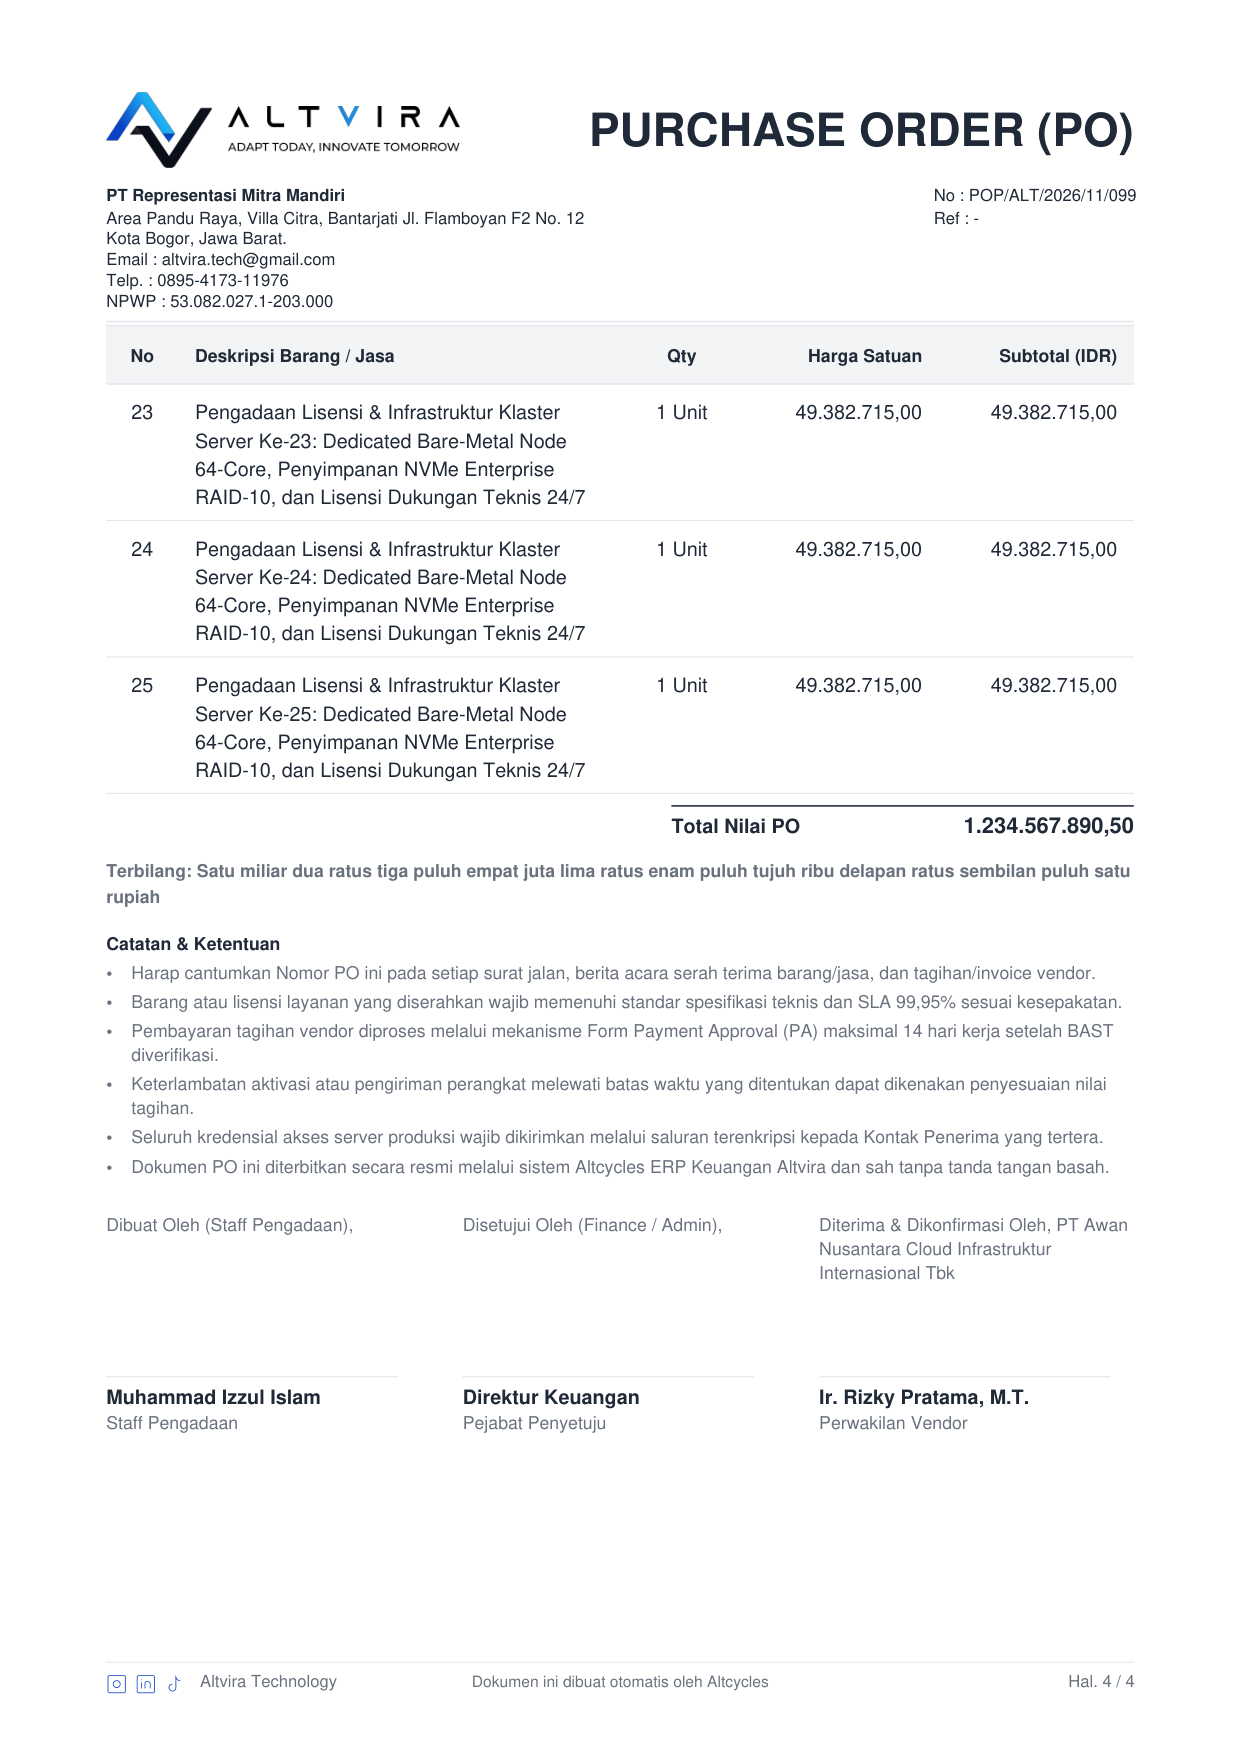 ALTVIRA
ADAPT TODAY, INNOVATE TOMORROW
PURCHASE ORDER (PO)
PT Representasi Mitra Mandiri
Area Pandu Raya, Villa Citra, Bantarjati Jl. Flamboyan F2 No. 12
Kota Bogor, Jawa Barat.
Email : altvira.tech@gmail.com
Telp. : 0895-4173-11976
NPWP : 53.082.027.1-203.000
No : POP/ALT/2026/11/099
Ref : -
No Deskripsi Barang / Jasa Qty Harga Satuan Subtotal (IDR)
23 Pengadaan Lisensi & Infrastruktur Klaster 1 Unit 49.382.715,00 49.382.715,00
Server Ke-23: Dedicated Bare-Metal Node
64-Core, Penyimpanan NVMe Enterprise
RAID-10, dan Lisensi Dukungan Teknis 24/7
24 Pengadaan Lisensi & Infrastruktur Klaster 1 Unit 49.382.715,00 49.382.715,00
Server Ke-24: Dedicated Bare-Metal Node
64-Core, Penyimpanan NVMe Enterprise
RAID-10, dan Lisensi Dukungan Teknis 24/7
25 Pengadaan Lisensi & Infrastruktur Klaster 1 Unit 49.382.715,00 49.382.715,00
Server Ke-25: Dedicated Bare-Metal Node
64-Core, Penyimpanan NVMe Enterprise
RAID-10, dan Lisensi Dukungan Teknis 24/7
Total Nilai PO 1.234.567.890,50
Terbilang: Satu miliar dua ratus tiga puluh empat juta lima ratus enam puluh tujuh ribu delapan ratus sembilan puluh satu
rupiah
Catatan & Ketentuan
• Harap cantumkan Nomor PO ini pada setiap surat jalan, berita acara serah terima barang/jasa, dan tagihan/invoice vendor.
• Barang atau lisensi layanan yang diserahkan wajib memenuhi standar spesifikasi teknis dan SLA 99,95% sesuai kesepakatan.
• Pembayaran tagihan vendor diproses melalui mekanisme Form Payment Approval (PA) maksimal 14 hari kerja setelah BAST
diverifikasi.
• Keterlambatan aktivasi atau pengiriman perangkat melewati batas waktu yang ditentukan dapat dikenakan penyesuaian nilai
tagihan.
• Seluruh kredensial akses server produksi wajib dikirimkan melalui saluran terenkripsi kepada Kontak Penerima yang tertera.
• Dokumen PO ini diterbitkan secara resmi melalui sistem Altcycles ERP Keuangan Altvira dan sah tanpa tanda tangan basah.
Dibuat Oleh (Staff Pengadaan),
Disetujui Oleh (Finance / Admin),
Diterima & Dikonfirmasi Oleh, PT Awan
Nusantara Cloud Infrastruktur
Internasional Tbk
Muhammad Izzul Islam
Staff Pengadaan
Direktur Keuangan
Pejabat Penyetuju
Ir. Rizky Pratama, M.T.
Perwakilan Vendor
Altvira Technology
Dokumen ini dibuat otomatis oleh Altcycles
Hal. 4 / 4